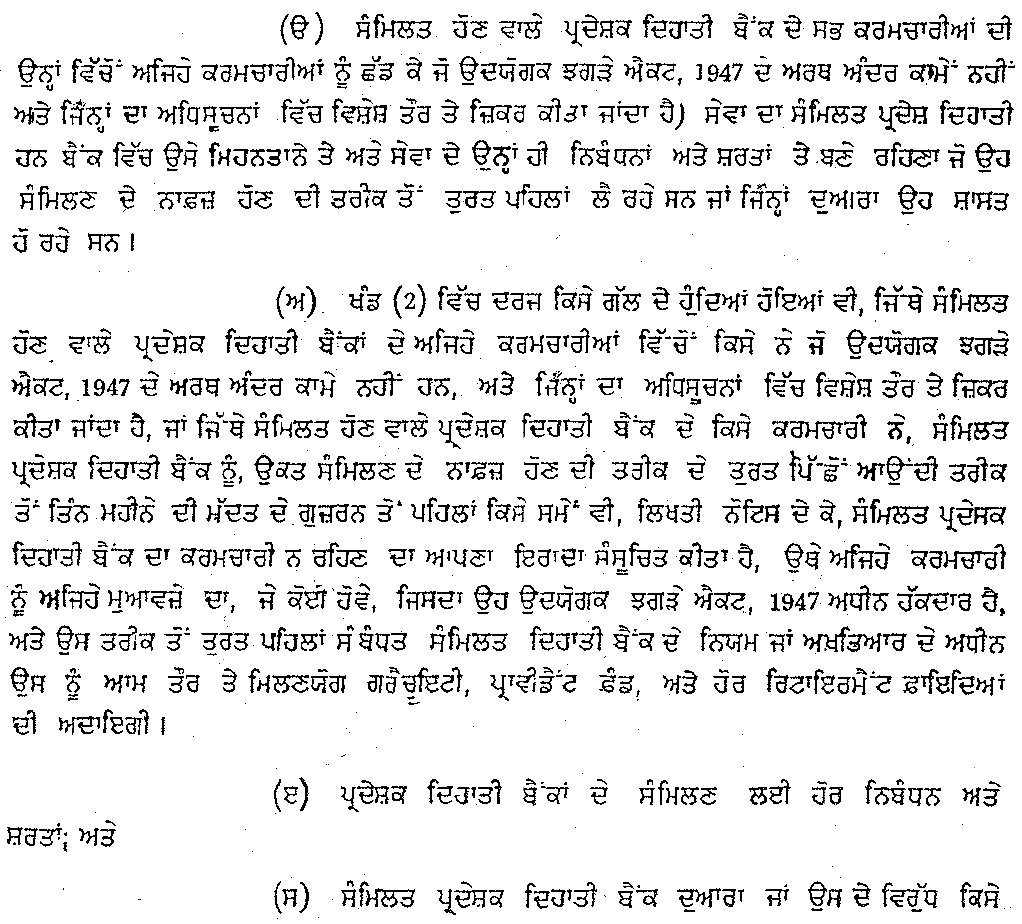 (ੳ) ਸੰਮਿਲਤ ਹੋਣ ਵਾਲੇ ਪ੍ਰਦੇਸ਼ਕ ਦਿਹਾਤੀ ਬੈਂਕ ਦੇ ਸਭ ਕਰਮਚਾਰੀਆਂ ਦੀ
ਉਨ੍ਹਾਂ ਵਿੱਚੋਂ ਅਜਿਹੇ ਕਰਮਚਾਰੀਆਂ ਨੂੰ ਛੱਡ ਕੇ ਜੋ ਉਦਯੋਗਕ ਝਗੜੇ ਐਕਟ, 1947 ਦੇ ਅਰਥ ਅੰਦਰ ਕਾਮੇਂ ਨਹੀਂ
ਅਤੇ ਜਿੰਨ੍ਹਾਂ ਦਾ ਅਧਿਸੂਚਨਾਂ ਵਿੱਚ ਵਿਸ਼ੇਸ਼ ਤੌਰ ਤੇ ਜ਼ਿਕਰ ਕੀਤਾ ਜਾਂਦਾ ਹੈ) ਸੇਵਾ ਦਾ ਸੰਮਿਲਤ ਪ੍ਰਦੇਸ਼ ਦਿਹਾਤੀ
ਹਨ ਬੈਂਕ ਵਿੱਚ ਉਸੇ ਮਿਹਨਤਾਨੇ ਤੇ ਅਤੇ ਸੇਵਾ ਦੇ ਉਨ੍ਹਾਂ ਹੀ ਨਿਬੰਧਨਾਂ ਅਤੇ ਸ਼ਰਤਾਂ ਤੇ ਬਣੇ ਰਹਿਣਾ ਜੋ ਉਹ
ਸੰਮਿਲਣ ਦੇ ਨਾਫ਼ਜ਼ ਹੋਣ ਦੀ ਤਰੀਕ ਤੋਂ ਤੁਰਤ ਪਹਿਲਾਂ ਲੈ ਰਹੇ ਸਨ ਜਾਂ ਜਿੰਨ੍ਹਾਂ ਦੁਆਰਾ ਉਹ ਸ਼ਾਸਤ
ਹੋ ਰਹੇ ਸਨ।
(ਅ) ਖੰਡ (2) ਵਿੱਚ ਦਰਜ ਕਿਸੇ ਗੱਲ ਦੇ ਹੁੰਦਿਆਂ ਹੋਇਆਂ ਵੀ, ਜਿੱਥੇ ਸੰਮਿਲਤ
ਹੋਣ ਵਾਲੇ ਪ੍ਰਦੇਸ਼ਕ ਦਿਹਾਤੀ ਬੈਂਕਾਂ ਦੇ ਅਜਿਹੇ ਕਰਮਚਾਰੀਆਂ ਵਿੱਚੋਂ ਕਿਸੇ ਨੇ ਜੋ ਉਦਯੋਗਕ ਝਗੜੇ
ਐਕਟ, 1947 ਦੇ ਅਰਥ ਅੰਦਰ ਕਾਮੇ ਨਹੀਂ ਹਨ, ਅਤੇ ਜਿੰਨ੍ਹਾਂ ਦਾ ਅਧਿਸੂਚਨਾਂ ਵਿੱਚ ਵਿਸ਼ੇਸ਼ ਤੌਰ ਤੇ ਜ਼ਿਕਰ
ਕੀਤਾ ਜਾਂਦਾ ਹੈ, ਜਾਂ ਜਿੱਥੇ ਸੰਮਿਲਤ ਹੋਣ ਵਾਲੇ ਪ੍ਰਦੇਸ਼ਕ ਦਿਹਾਤੀ ਬੈਂਕ ਦੇ ਕਿਸੇ ਕਰਮਚਾਰੀ ਨੇ, ਸੰਮਿਲਤ
ਪ੍ਰਦੇਸ਼ਕ ਦਿਹਾਤੀ ਬੈਂਕ ਨੂੰ, ਉਕਤ ਸੰਮਿਲਣ ਦੇ ਨਾਫ਼ਜ਼ ਹੋਣ ਦੀ ਤਰੀਕ ਦੇ ਤੁਰਤ ਪਿੱਛੋਂ ਆਉਂਦੀ ਤਰੀਕ
ਤੋਂ ਤਿੰਨ ਮਹੀਨੇ ਦੀ ਮੁੱਦਤ ਦੇ ਗੁਜ਼ਰਨ ਤੋਂ ਪਹਿਲਾਂ ਕਿਸੇ ਸਮੇਂ ਵੀ, ਲਿਖਤੀ ਨੋਟਿਸ ਦੇ ਕੇ, ਸੰਮਿਲਤ ਪ੍ਰਦੇਸ਼ਕ
ਦਿਹਾਤੀ ਬੈਂਕ ਦਾ ਕਰਮਚਾਰੀ ਨ ਰਹਿਣ ਦਾ ਆਪਣਾ ਇਰਾਦਾ ਸੰਸੂਚਿਤ ਕੀਤਾ ਹੈ, ਉਥੇ ਅਜਿਹੇ ਕਰਮਚਾਰੀ
ਨੂੰ ਅਜਿਹੇ ਮੁਆਵਜ਼ੇ ਦਾ, ਜੇ ਕੋਈ ਹੋਵੇ, ਜਿਸਦਾ ਉਹ ਉਦਯੋਗਕ ਝਗੜੇ ਐਕਟ, 1947 ਅਧੀਨ ਹੱਕਦਾਰ ਹੈ,
ਅਤੇ ਉਸ ਤਰੀਕ ਤੋਂ ਤੁਰਤ ਪਹਿਲਾਂ ਸੰਬੰਧਤ ਸੰਮਿਲਤ ਦਿਹਾਤੀ ਬੈਂਕ ਦੇ ਨਿਯਮ ਜਾਂ ਅਖ਼ਤਿਆਰ ਦੇ ਅਧੀਨ
ਉਸ ਨੂੰ ਆਮ ਤੌਰ ਤੇ ਮਿਲਣਯੋਗ ਗਰੈਚੂਇਟੀ, ਪ੍ਰਾਵੀਡੈਂਟ ਫ਼ੰਡ, ਅਤੇ ਹੋਰ ਰਿਟਾਇਰਮੈਂਟ ਫ਼ਾਇਦਿਆਂ
ਦੀ ਅਦਾਇਗੀ।
(ੲ) ਪ੍ਰਦੇਸ਼ਕ ਦਿਹਾਤੀ ਬੈਂਕਾਂ ਦੇ ਸੰਮਿਲਣ ਲਈ ਹੋਰ ਨਿਬੰਧਨ ਅਤੇ
ਸ਼ਰਤਾਂ; ਅਤੇ
(ਸ) ਸੰਮਿਲਤ ਪ੍ਰਦੇਸ਼ਕ ਦਿਹਾਤੀ ਬੈਂਕ ਦੁਆਰਾ ਜਾਂ ਉਸ ਦੇ ਵਿਰੁੱਧ ਕਿਸੇ